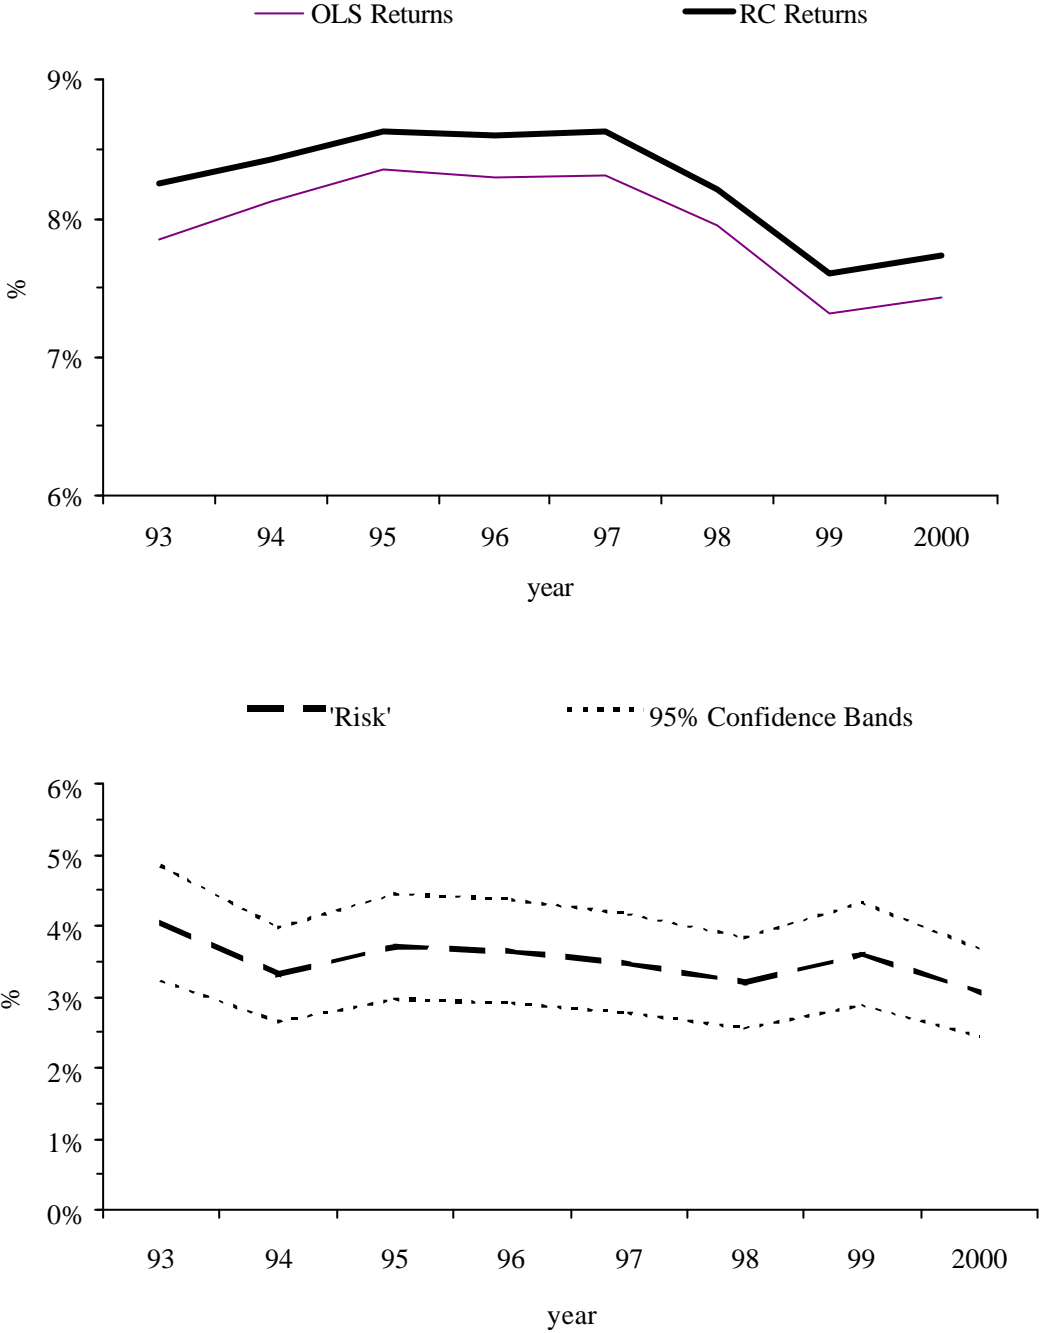 OLS Returns RC Returns
9%
8%
%
7%
6%
93 94 95 96 97 98 99 2000
year
'Risk' 95% Confidence Bands
6%
5%
4%
%
3%
2%
1%
0%
93 94 95 96 97 98 99 2000
year